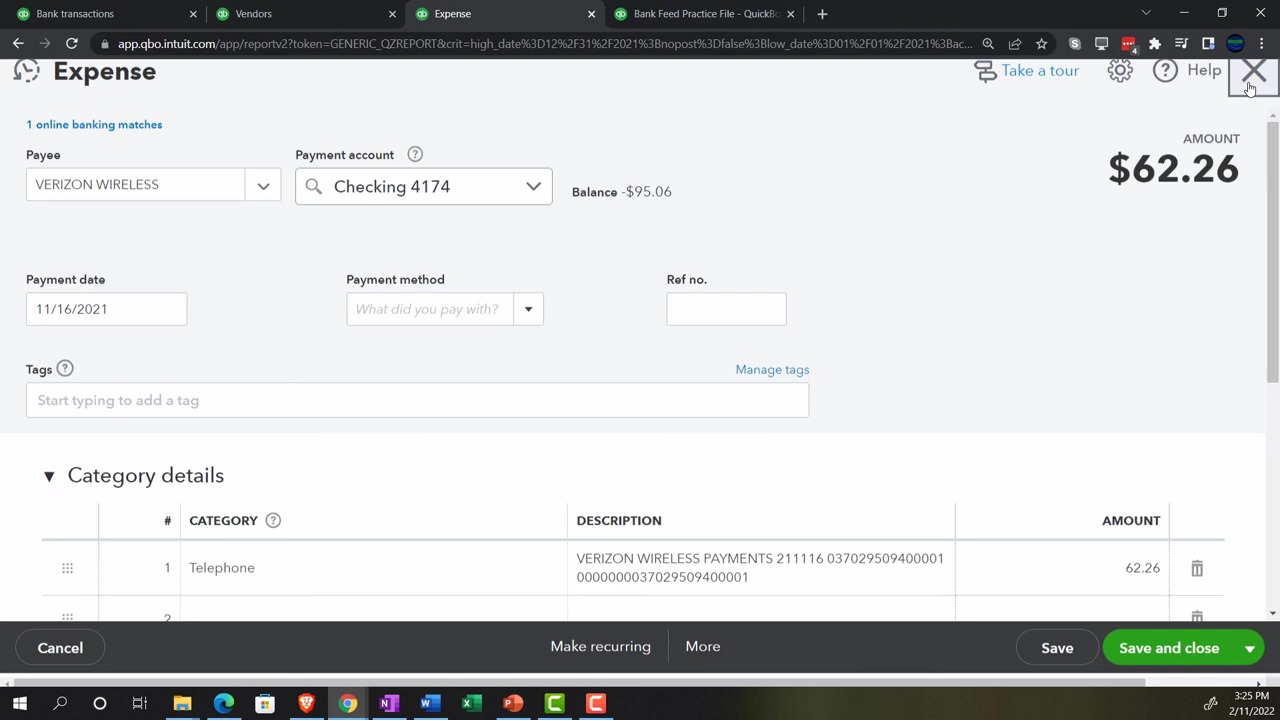 Bank transactions
Vendors
Expense
Bank Feed Practice File - QuickBo
app.qbo.intuit.com/app/reportv2?token=GENERIC_QZREPORT&crit=high_date%3D12%2F31%2F2021%3Bnopost%3Dfalse%3Blow_date%3D01%2F01%2F2021%3Bac...
4
Expense
Take a tour
Help
1 online banking matches
AMOUNT
$62.26
Payee
Payment account
VERIZON WIRELESS
Checking 4174
Balance -$95.06
Payment date
Payment method
Ref no.
11/16/2021
What did you pay with?
Tags
Manage tags
Start typing to add a tag
Category details
# CATEGORY DESCRIPTION AMOUNT
1 Telephone VERIZON WIRELESS PAYMENTS 211116 037029509400001 62.26
0000000037029509400001
2
Cancel
Make recurring
More
Save
Save and close
3:25 PM
2/11/2022